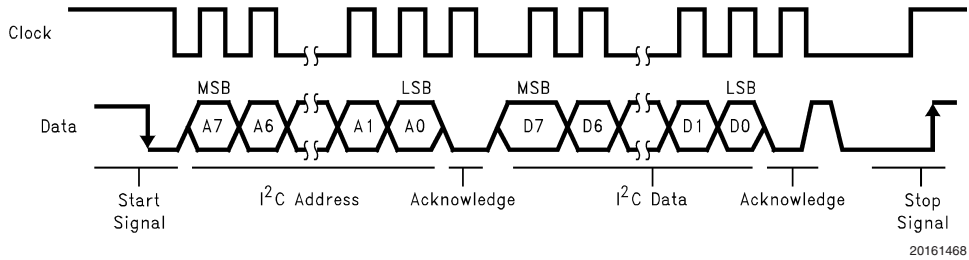 Clock
MSB
LSB
MSB
LSB
Data
A7
A6
A1
A0
D7
D6
D1
D0
Start
Signal
I²C Address
Acknowledge
I²C Data
Acknowledge
Stop
Signal
20161468